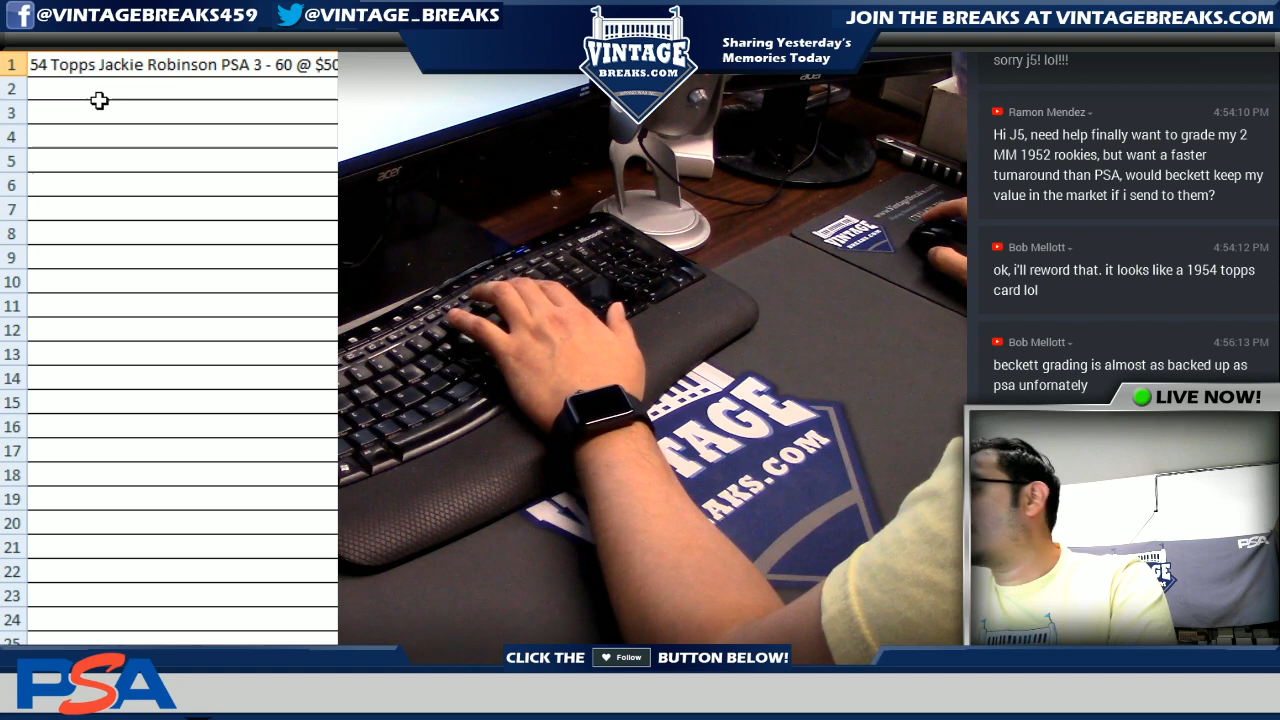 @VINTAGEBREAKS459
@VINTAGE_BREAKS
VINTAGE
BREAKS.COM
Sharing Yesterday's
Memories Today
JOIN THE BREAKS AT VINTAGEBREAKS.COM
1 54 Topps Jackie Robinson PSA 3 - 60 @ $50
2
3
4
5
6
7
8
9
10
11
12
13
14
15
16
17
18
19
20
21
22
23
24
25
acer
acer
Microsoft
VINTAGE
TAGE
AKS.COM
sorry j5! lol!!!
Ramon Mendez 4:54:10 PM
Hi J5, need help finally want to grade my 2
MM 1952 rookies, but want a faster
turnaround than PSA, would beckett keep my
value in the market if i send to them?
Bob Mellott 4:54:12 PM
ok, i'll reword that. it looks like a 1954 topps
card lol
Bob Mellott 4:56:13 PM
beckett grading is almost as backed up as
psa unfornately
LIVE NOW!
PSA
CLICK THE Follow BUTTON BELOW!
PSA